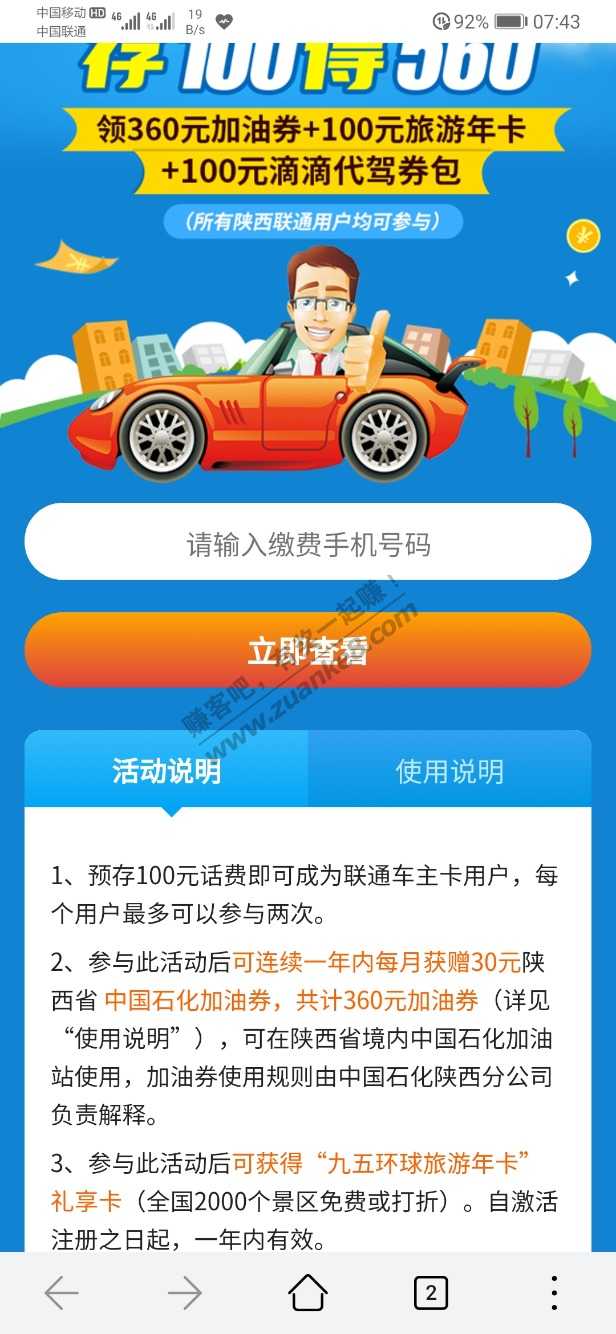 中国移动 HD 4G 4G 19 B/s 92% 07:43
中国联通
存100得560
领360元加油券+100元旅游年卡
+100元滴滴代驾券包
（所有陕西联通用户均可参与）
请输入缴费手机号码
立即查看
赚客吧，有奖一起赚！
www.zuanke8.com
活动说明 使用说明
1、预存100元话费即可成为联通车主卡用户，每
个用户最多可以参与两次。
2、参与此活动后可连续一年内每月获赠30元陕
西省 中国石化加油券，共计360元加油券（详见
“使用说明”），可在陕西省境内中国石化加油
站使用，加油券使用规则由中国石化陕西分公司
负责解释。
3、参与此活动后可获得“九五环球旅游年卡”
礼享卡（全国2000个景区免费或打折）。自激活
注册之日起，一年内有效。
2